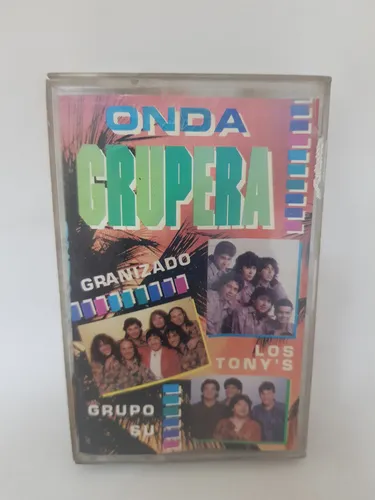 ONDA
GRUPERA
GRANIZADO
LOS
TONY'S
GRUPO
SU